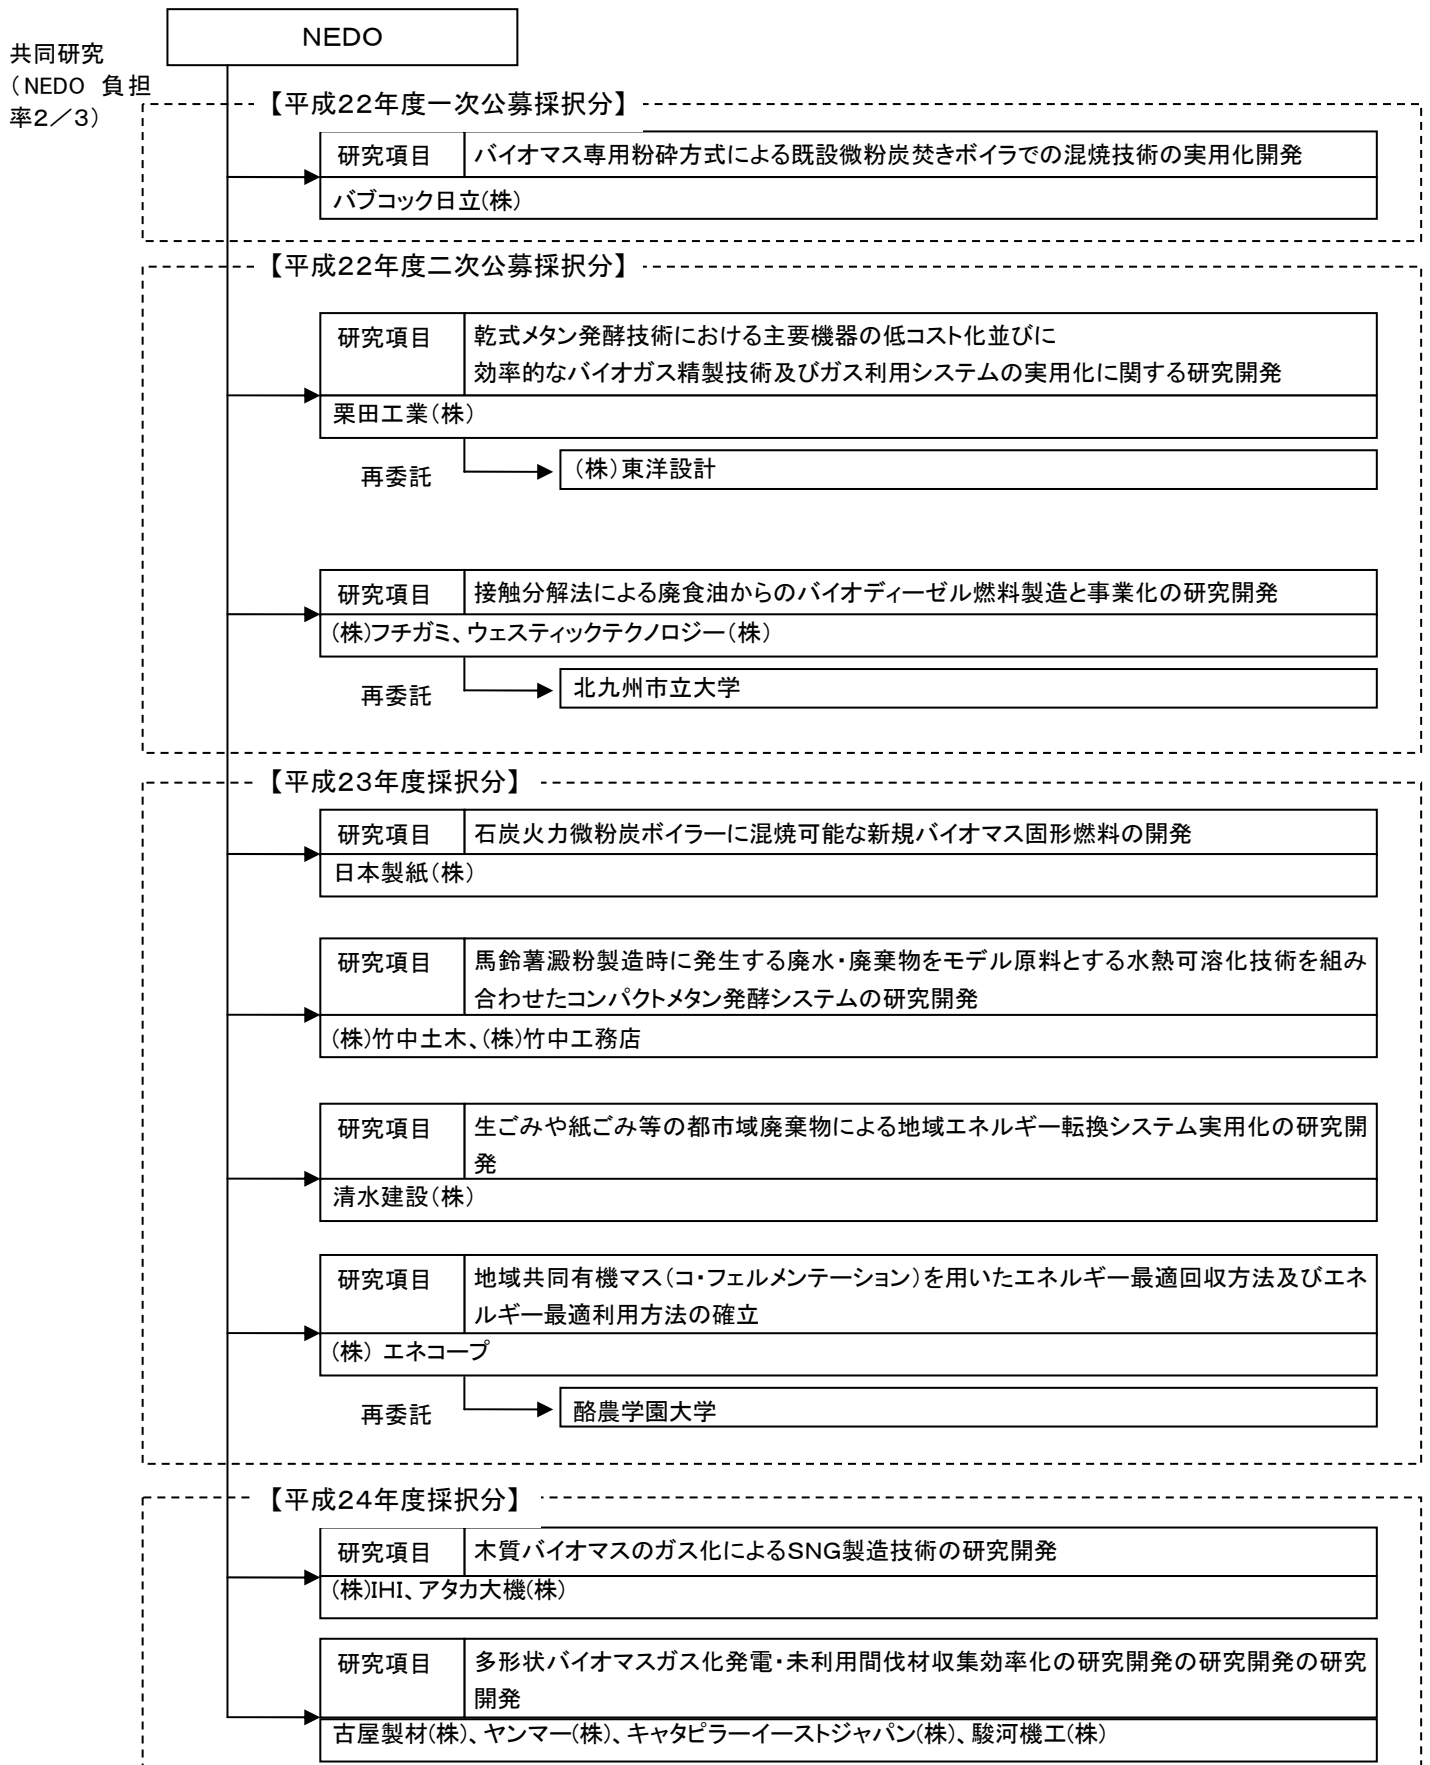 NEDO
共同研究
（NEDO 負担
率2／3）
【平成22年度一次公募採択分】
研究項目 バイオマス専用粉砕方式による既設微粉炭焚きボイラでの混焼技術の実用化開発
バブコック日立(株)
【平成22年度二次公募採択分】
研究項目 乾式メタン発酵技術における主要機器の低コスト化並びに
効率的なバイオガス精製技術及びガス利用システムの実用化に関する研究開発
栗田工業（株）
再委託 （株）東洋設計
研究項目 接触分解法による廃食油からのバイオディーゼル燃料製造と事業化の研究開発
(株)フチガミ、ウェスティックテクノロジー（株）
再委託 北九州市立大学
【平成23年度採択分】
研究項目 石炭火力微粉炭ボイラーに混焼可能な新規バイオマス固形燃料の開発
日本製紙（株）
研究項目 馬鈴薯澱粉製造時に発生する廃水・廃棄物をモデル原料とする水熱可溶化技術を組み
合わせたコンパクトメタン発酵システムの研究開発
(株)竹中土木、(株)竹中工務店
研究項目 生ごみや紙ごみ等の都市域廃棄物による地域エネルギー転換システム実用化の研究開
発
清水建設（株）
研究項目 地域共同有機マス（コ・フェルメンテーション）を用いたエネルギー最適回収方法及びエネ
ルギー最適利用方法の確立
(株) エネコープ
再委託 酪農学園大学
【平成24年度採択分】
研究項目 木質バイオマスのガス化によるSNG製造技術の研究開発
(株)IHI、アタカ大機(株)
研究項目 多形状バイオマスガス化発電・未利用間伐材収集効率化の研究開発の研究開発の研究
開発
古屋製材(株)、ヤンマー(株)、キャタピラーイーストジャパン(株)、駿河機工(株)